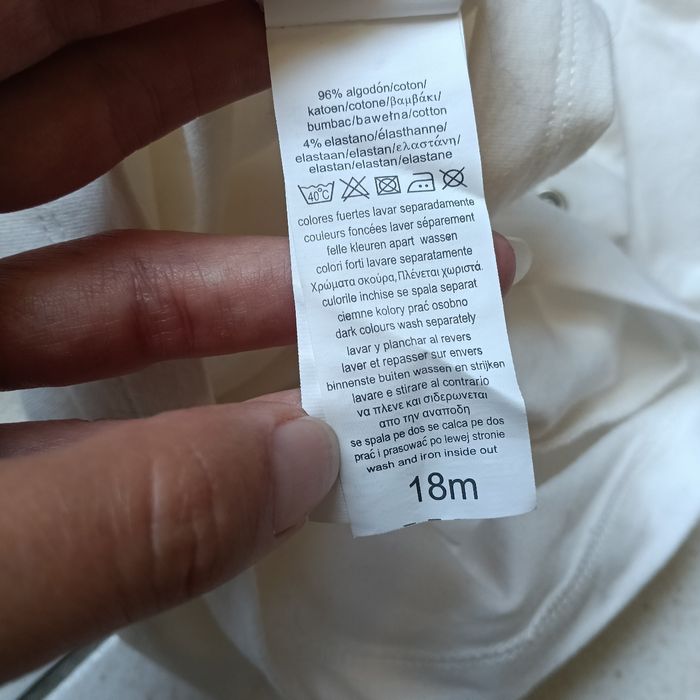 96% algodón/coton/
katoen/cotone/βαμβάκι/
bumbac/bawełna/cotton
4% elastano/élasthanne/
elastaan/elastan/ελαστάνη/
elastan/elastan/elastane
40°C
colores fuertes lavar separadamente
couleurs foncées laver séparement
felle kleuren apart wassen
colori forti lavare separatamente
Χρώματα σκούρα,Πλένεται χωριστά.
culorile inchise se spala separat
ciemne kolory prać osobno
dark colours wash separately
lavar y planchar al revers
laver et repasser sur envers
binnenste buiten wassen en strijken
lavare e stirare al contrario
να πλενε και σιδερωνεται
απο την αναποδη
se spala pe dos se calca pe dos
prać i prasować po lewej stronie
wash and iron inside out
18m